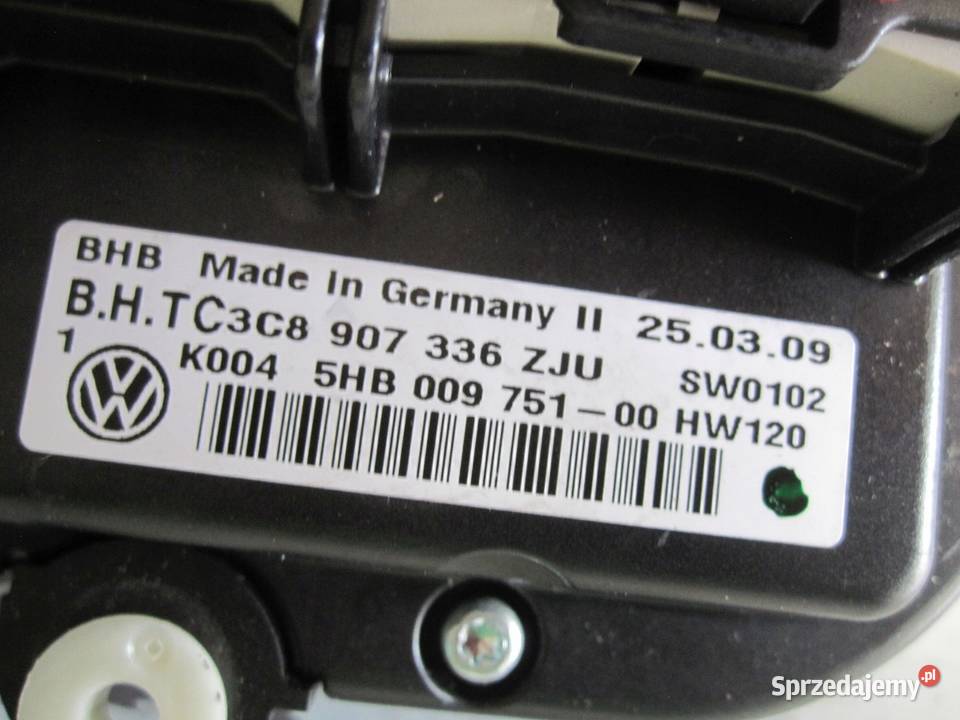 BHB Made In Germany II 25.03.09
B.H.TC3C8 907 336 ZJU SW0102
1 K004 5HB 009 751-00 HW120
Sprzedajemy.pl